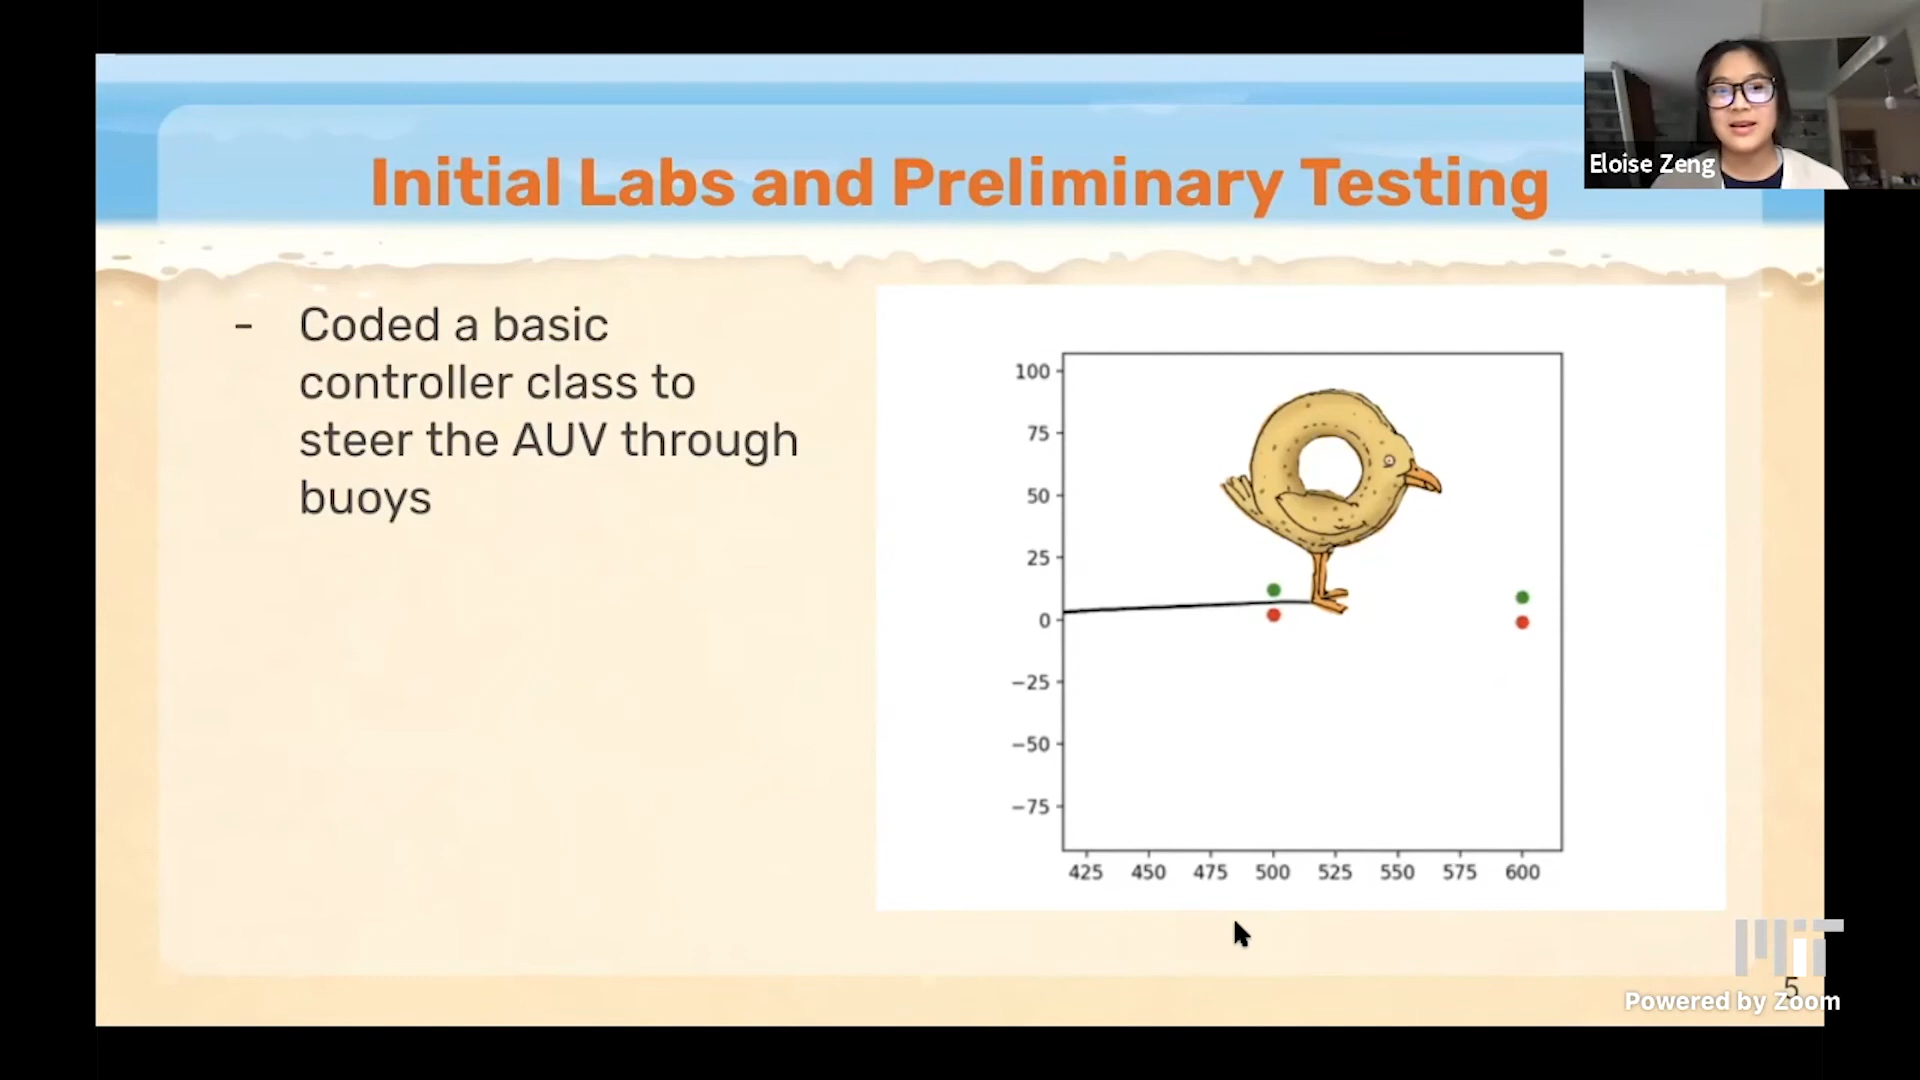 Eloise Zeng
Initial Labs and Preliminary Testing
- Coded a basic
controller class to
steer the AUV through
buoys
100
75
50
25
0
−25
−50
−75
425 450 475 500 525 550 575 600
MIT
5
Powered by Zoom